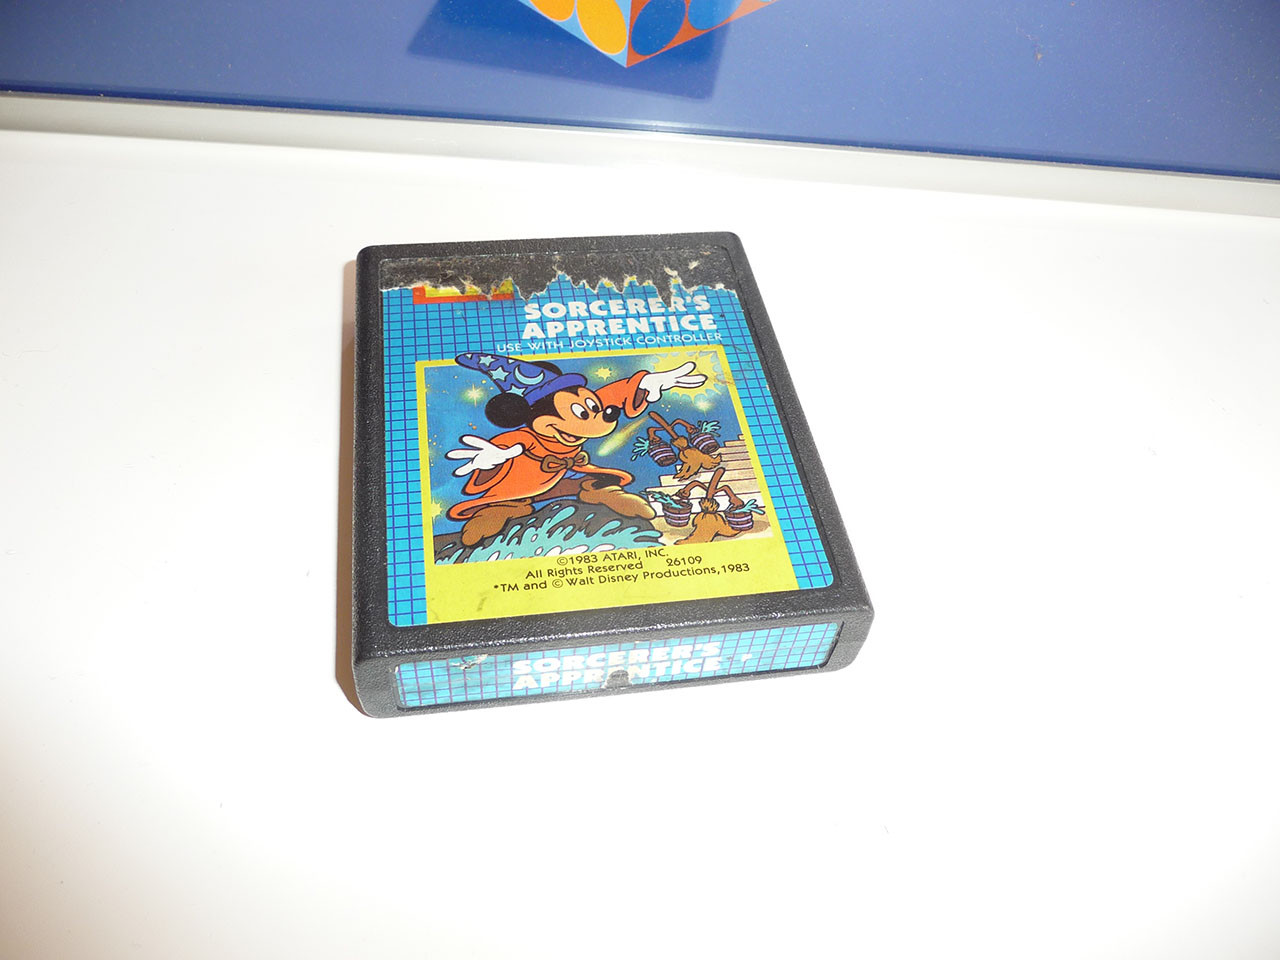 SORCERER'S
APPRENTICE
USE WITH JOYSTICK CONTROLLER
©1983 ATARI, INC.
All Rights Reserved 26109
*TM and © Walt Disney Productions, 1983
SORCERER'S
APPRENTICE